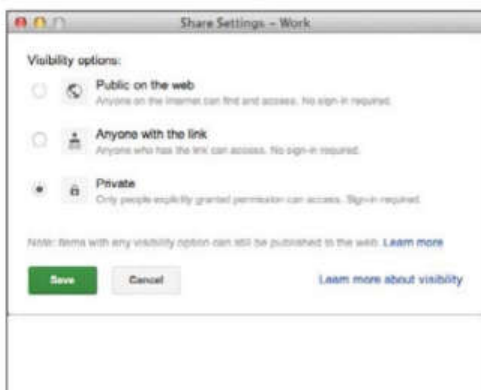 Share Settings – Work
Visibility options:
Public on the web
Anyone on the Internet can find and access. No sign-in required.
Anyone with the link
Anyone who has the link can access. No sign-in required.
Private
Only people explicitly granted permission can access. Sign-in required.
Note: Items with any visibility option can still be published to the web. Learn more
Save Cancel Learn more about visibility